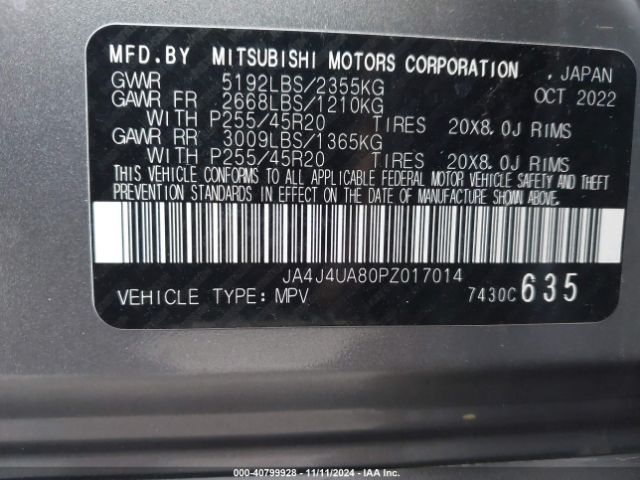 MFD.BY MITSUBISHI MOTORS CORPORATION , JAPAN
GVWR 5192LBS/2355KG OCT 2022
GAWR FR 2668LBS/1210KG
WITH P255/45R20 TIRES 20X8.0J RIMS
GAWR RR 3009LBS/1365KG
WITH P255/45R20 TIRES 20X8.0J RIMS
THIS VEHICLE CONFORMS TO ALL APPLICABLE FEDERAL MOTOR VEHICLE SAFETY AND THEFT
PREVENTION STANDARDS IN EFFECT ON THE DATE OF MANUFACTURE SHOWN ABOVE.
JA4J4UA80PZ017014
VEHICLE TYPE: MPV 7430C 635
000-40799928 - 11/11/2024 - IAAI.COM